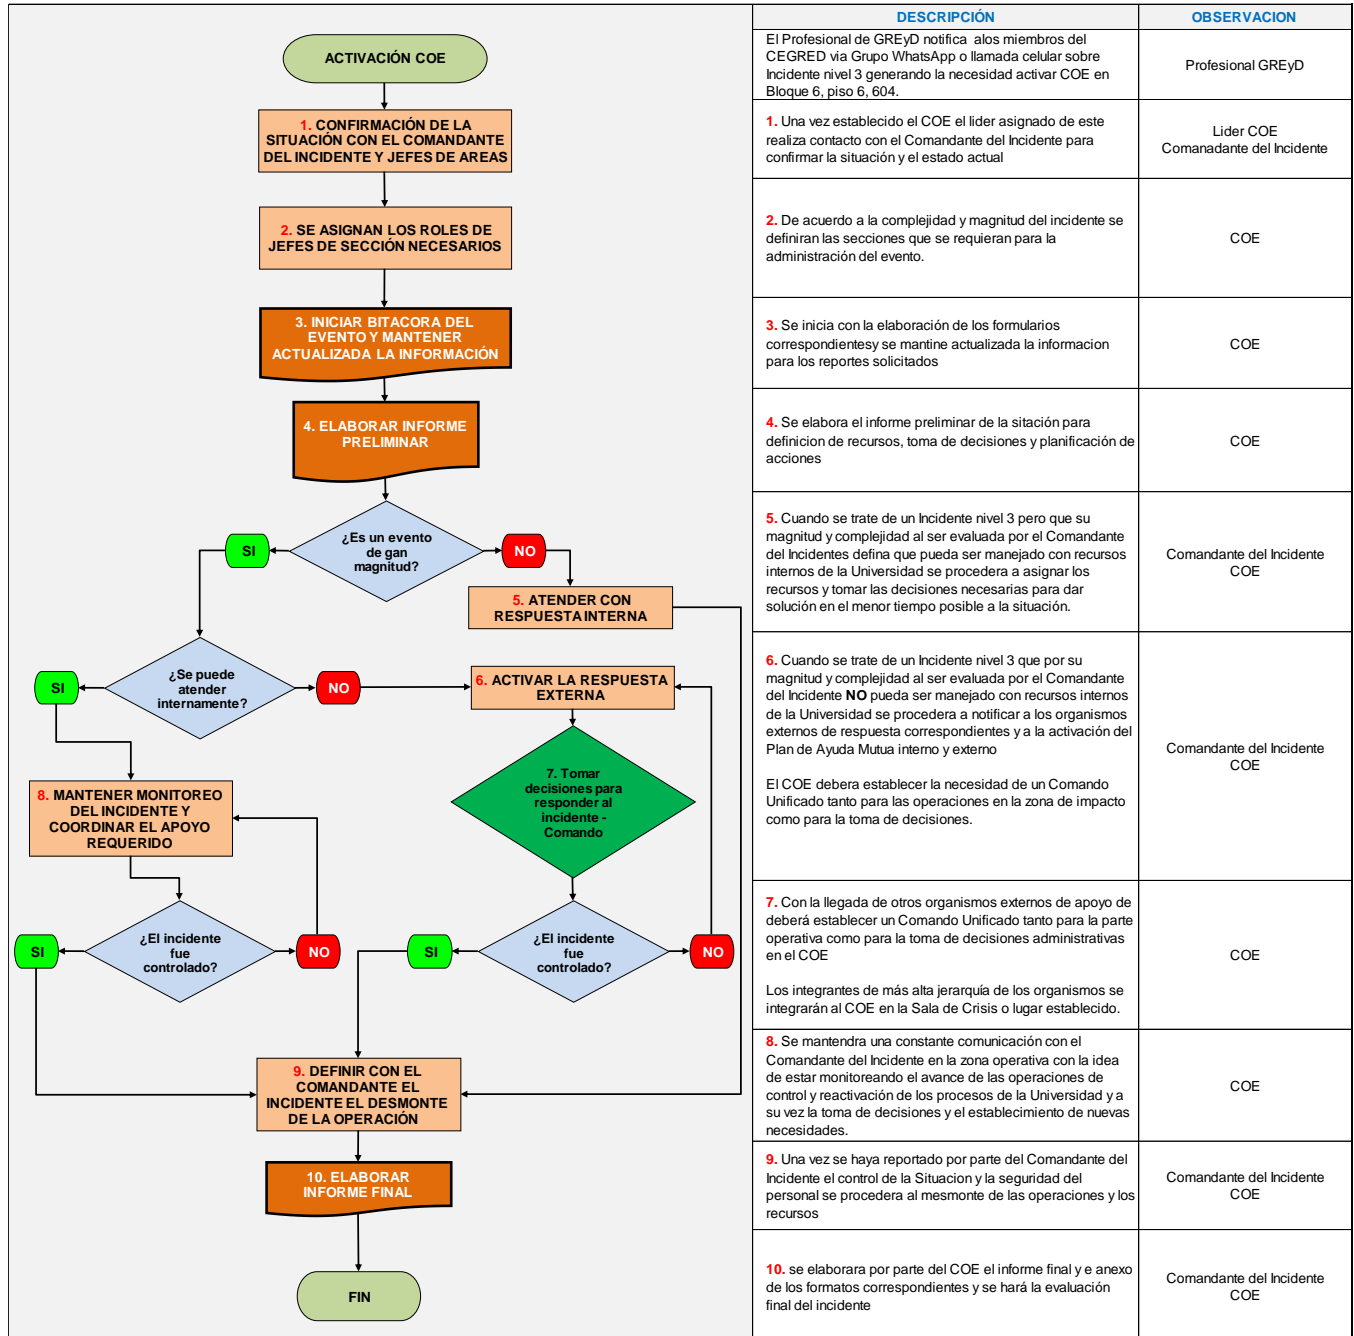 DESCRIPCIÓN
OBSERVACION
ACTIVACIÓN COE
El Profesional de GREyD notifica alos miembros del
CEGRED via Grupo WhatsApp o llamada celular sobre
Incidente nivel 3 generando la necesidad activar COE en
Bloque 6, piso 6, 604.
Profesional GREyD
1. CONFIRMACIÓN DE LA
SITUACIÓN CON EL COMANDANTE
DEL INCIDENTE Y JEFES DE AREAS
1. Una vez establecido el COE el lider asignado de este
realiza contacto con el Comandante del Incidente para
confirmar la situación y el estado actual
Lider COE
Comanadante del Incidente
2. SE ASIGNAN LOS ROLES DE
JEFES DE SECCIÓN NECESARIOS
2. De acuerdo a la complejidad y magnitud del incidente se
definiran las secciones que se requieran para la
administración del evento.
COE
3. INICIAR BITACORA DEL
EVENTO Y MANTENER
ACTUALIZADA LA INFORMACIÓN
3. Se inicia con la elaboración de los formularios
correspondientesy se mantine actualizada la informacion
para los reportes solicitados
COE
4. ELABORAR INFORME
PRELIMINAR
4. Se elabora el informe preliminar de la sitación para
definicion de recursos, toma de decisiones y planificación de
acciones
COE
¿Es un evento
de gan
magnitud?
SI
NO
5. ATENDER CON
RESPUESTA INTERNA
5. Cuando se trate de un Incidente nivel 3 pero que su
magnitud y complejidad al ser evaluada por el Comandante
del Incidentes defina que pueda ser manejado con recursos
internos de la Universidad se procedera a asignar los
recursos y tomar las decisiones necesarias para dar
solución en el menor tiempo posible a la situación.
Comandante del Incidente
COE
¿Se puede
atender
internamente?
SI
NO
6. ACTIVAR LA RESPUESTA
EXTERNA
6. Cuando se trate de un Incidente nivel 3 que por su
magnitud y complejidad al ser evaluada por el Comandante
del Incidente NO pueda ser manejado con recursos internos
de la Universidad se procedera a notificar a los organismos
externos de respuesta correspondientes y a la activación del
Plan de Ayuda Mutua interno y externo
El COE debera establecer la necesidad de un Comando
Unificado tanto para las operaciones en la zona de impacto
como para la toma de decisiones.
Comandante del Incidente
COE
7. Tomar
decisiones para
responder al
incidente -
Comando
8. MANTENER MONITOREO
DEL INCIDENTE Y
COORDINAR EL APOYO
REQUERIDO
¿El incidente
fue
controlado?
SI
NO
¿El incidente
fue
controlado?
SI
NO
7. Con la llegada de otros organismos externos de apoyo de
deberá establecer un Comando Unificado tanto para la parte
operativa como para la toma de decisiones administrativas
en el COE
Los integrantes de más alta jerarquía de los organismos se
integrarán al COE en la Sala de Crisis o lugar establecido.
COE
8. Se mantendra una constante comunicación con el
Comandante del Incidente en la zona operativa con la idea
de estar monitoreando el avance de las operaciones de
control y reactivación de los procesos de la Universidad y a
su vez la toma de decisiones y el establecimiento de nuevas
necesidades.
COE
9. DEFINIR CON EL
COMANDANTE EL
INCIDENTE EL DESMONTE
DE LA OPERACIÓN
9. Una vez se haya reportado por parte del Comandante del
Incidente el control de la Situacion y la seguridad del
personal se procedera al mesmonte de las operaciones y los
recursos
Comandante del Incidente
COE
10. ELABORAR
INFORME FINAL
10. se elaborara por parte del COE el informe final y e anexo
de los formatos correspondientes y se hará la evaluación
final del incidente
Comandante del Incidente
COE
FIN